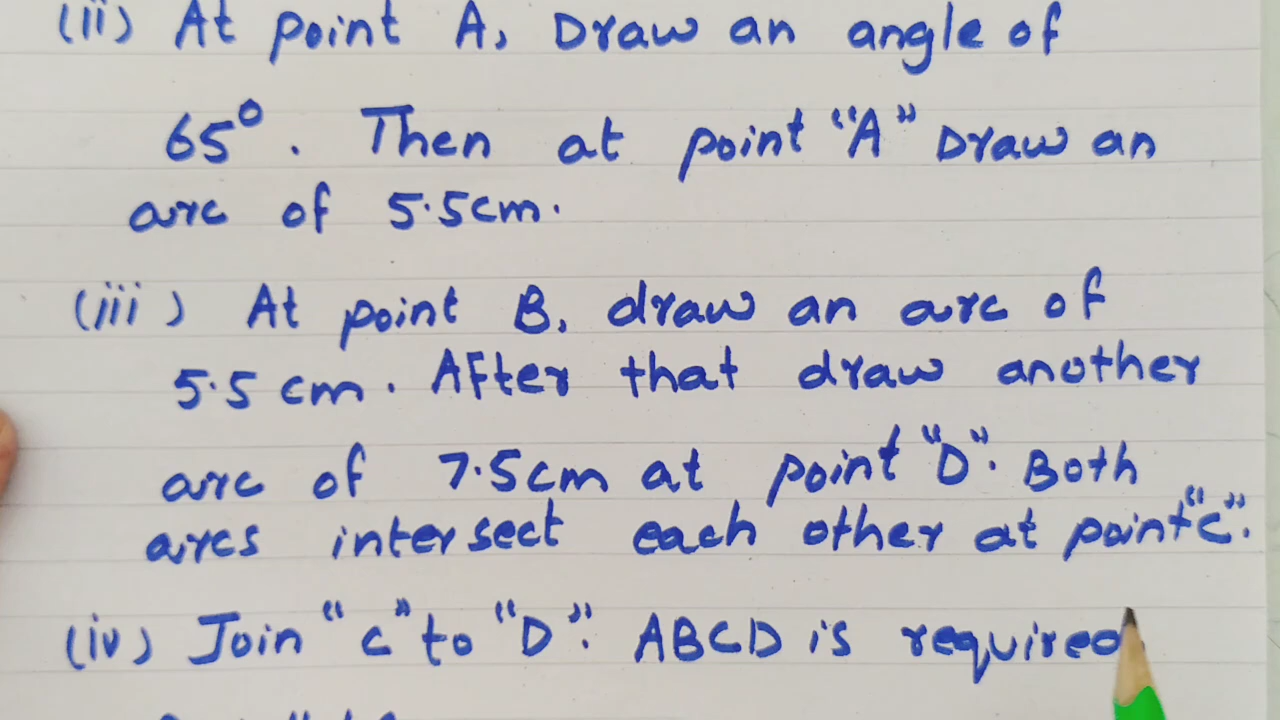 (ii) At point A, Draw an angle of
65°. Then at point "A" Draw an
arc of 5.5cm.
(iii) At point B, draw an arc of
5.5 cm. After that draw another
arc of 7.5cm at point "D". Both
arcs intersect each other at point "C".
(iv) Join "C" to "D". ABCD is required